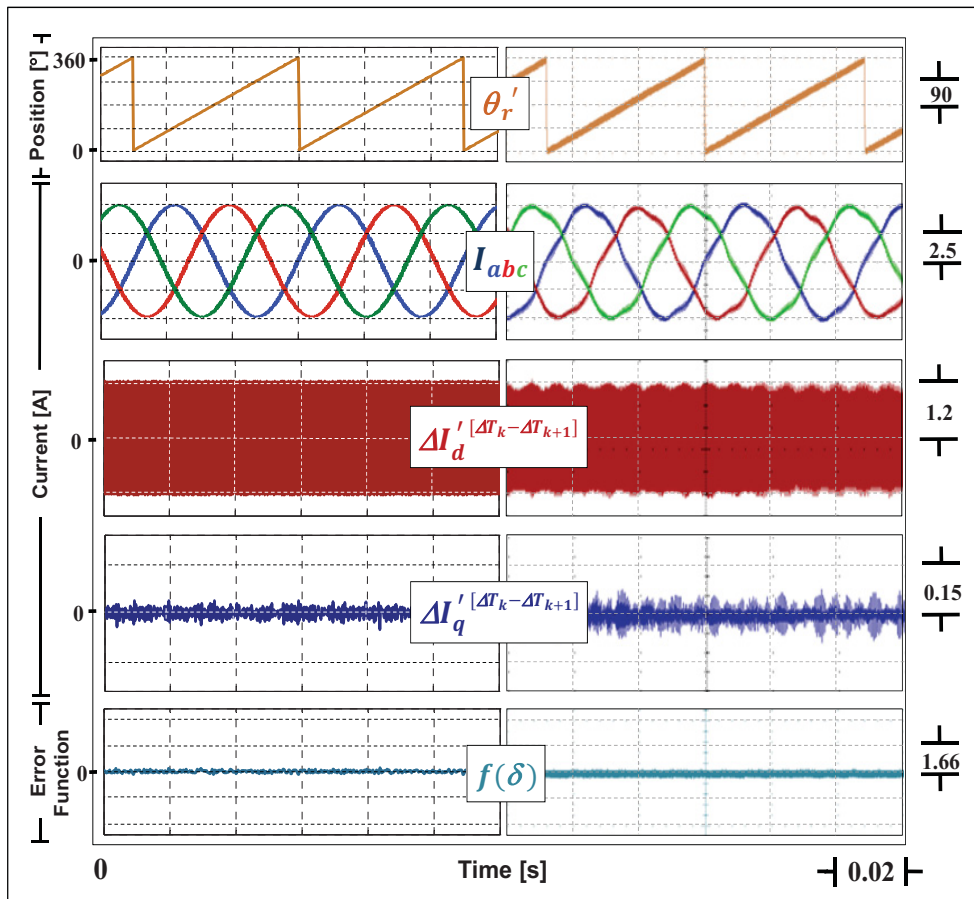 Position [°]
360
0
θr′
90
Current [A]
0
Iabc
2.5
0
ΔId′[ΔTk−ΔTk+1]
1.2
0
ΔIq′[ΔTk−ΔTk+1]
0.15
Error
Function
0
f(δ)
1.66
0
Time [s]
0.02